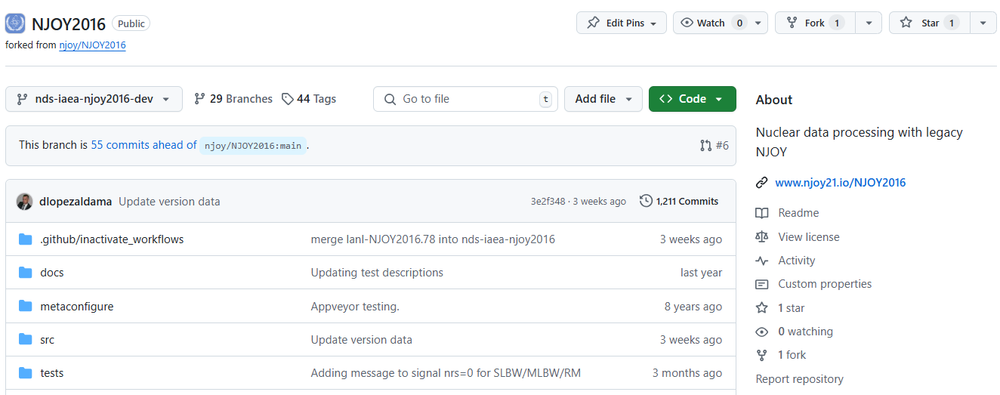 NJOY2016 Public Edit Pins Watch 0 Fork 1 Star 1
forked from njoy/NJOY2016
nds-iaea-njoy2016-dev 29 Branches 44 Tags Go to file t Add file Code
This branch is 55 commits ahead of njoy/NJOY2016:main. #6
dlopezaldama Update version data 3e2f348 · 3 weeks ago 1,211 Commits
.github/inactivate_workflows merge lanl-NJOY2016.78 into nds-iaea-njoy2016 3 weeks ago
docs Updating test descriptions last year
metaconfigure Appveyor testing. 8 years ago
src Update version data 3 weeks ago
tests Adding message to signal nrs=0 for SLBW/MLBW/RM 3 months ago
About
Nuclear data processing with legacy
NJOY
www.njoy21.io/NJOY2016
Readme
View license
Activity
Custom properties
1 star
0 watching
1 fork
Report repository